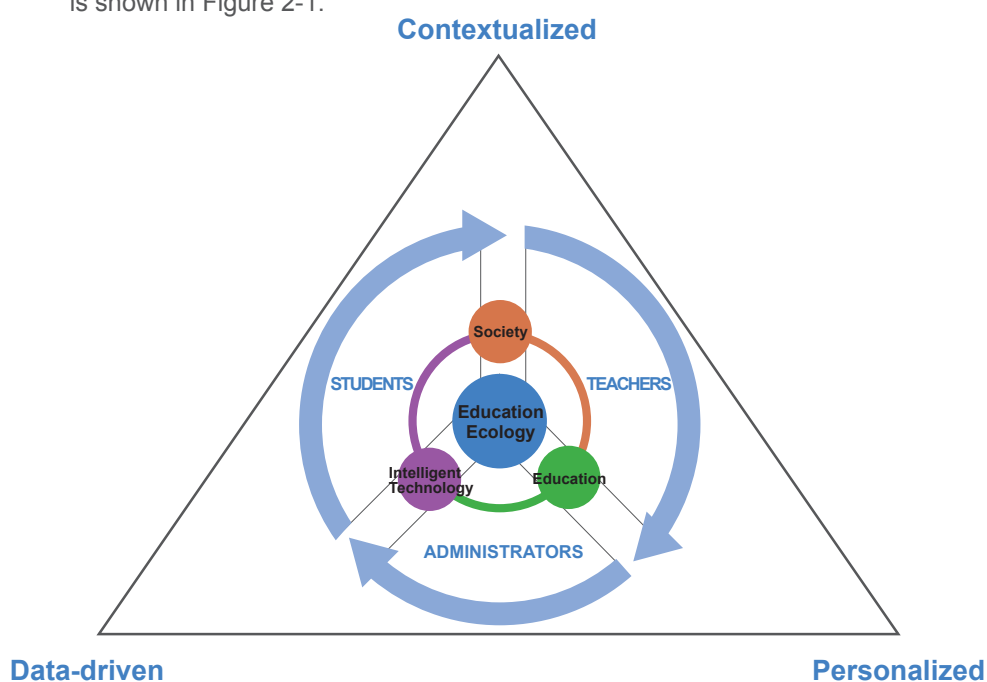 is shown in Figure 2-1.
Contextualized
Society
STUDENTS
TEACHERS
Education
Ecology
Intelligent
Technology
Education
ADMINISTRATORS
Data-driven
Personalized